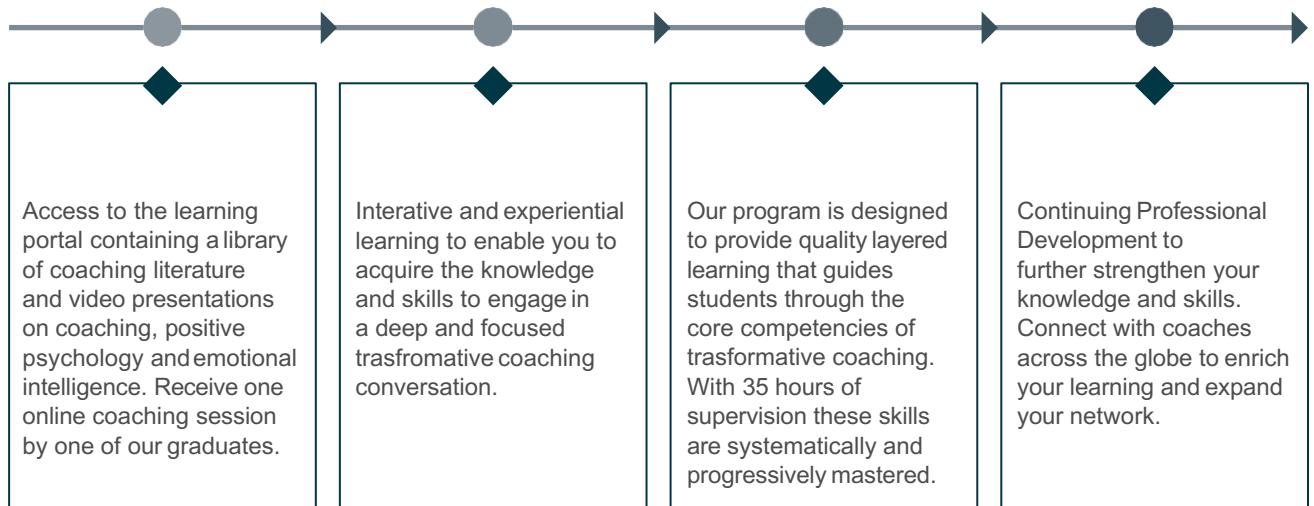 Access to the learning
portal containing a library
of coaching literature
and video presentations
on coaching, positive
psychology and emotional
intelligence. Receive one
online coaching session
by one of our graduates.
Interative and experiential
learning to enable you to
acquire the knowledge
and skills to engage in
a deep and focused
trasfromative coaching
conversation.
Our program is designed
to provide quality layered
learning that guides
students through the
core competencies of
trasformative coaching.
With 35 hours of
supervision these skills
are systematically and
progressively mastered.
Continuing Professional
Development to
further strengthen your
knowledge and skills.
Connect with coaches
across the globe to enrich
your learning and expand
your network.